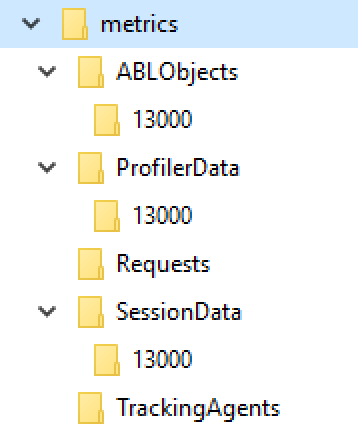 metrics
ABLObjects
13000
ProfilerData
13000
Requests
SessionData
13000
TrackingAgents